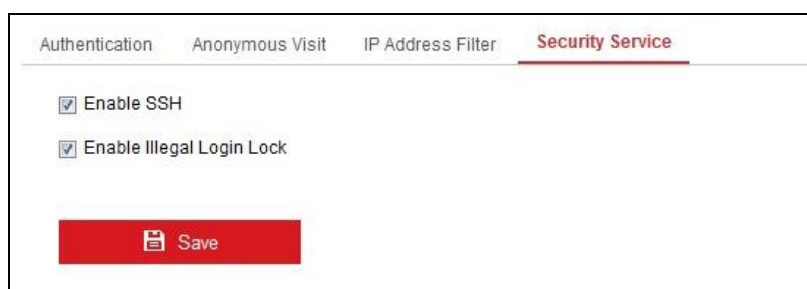 Authentication Anonymous Visit IP Address Filter Security Service
Enable SSH
Enable Illegal Login Lock
Save